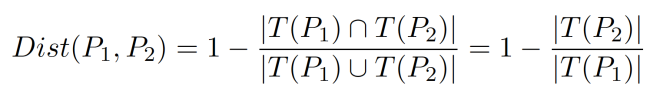 Dist(P₁, P₂) = 1 − |T(P₁) ∩ T(P₂)| / |T(P₁) ∪ T(P₂)| = 1 − |T(P₂)| / |T(P₁)|